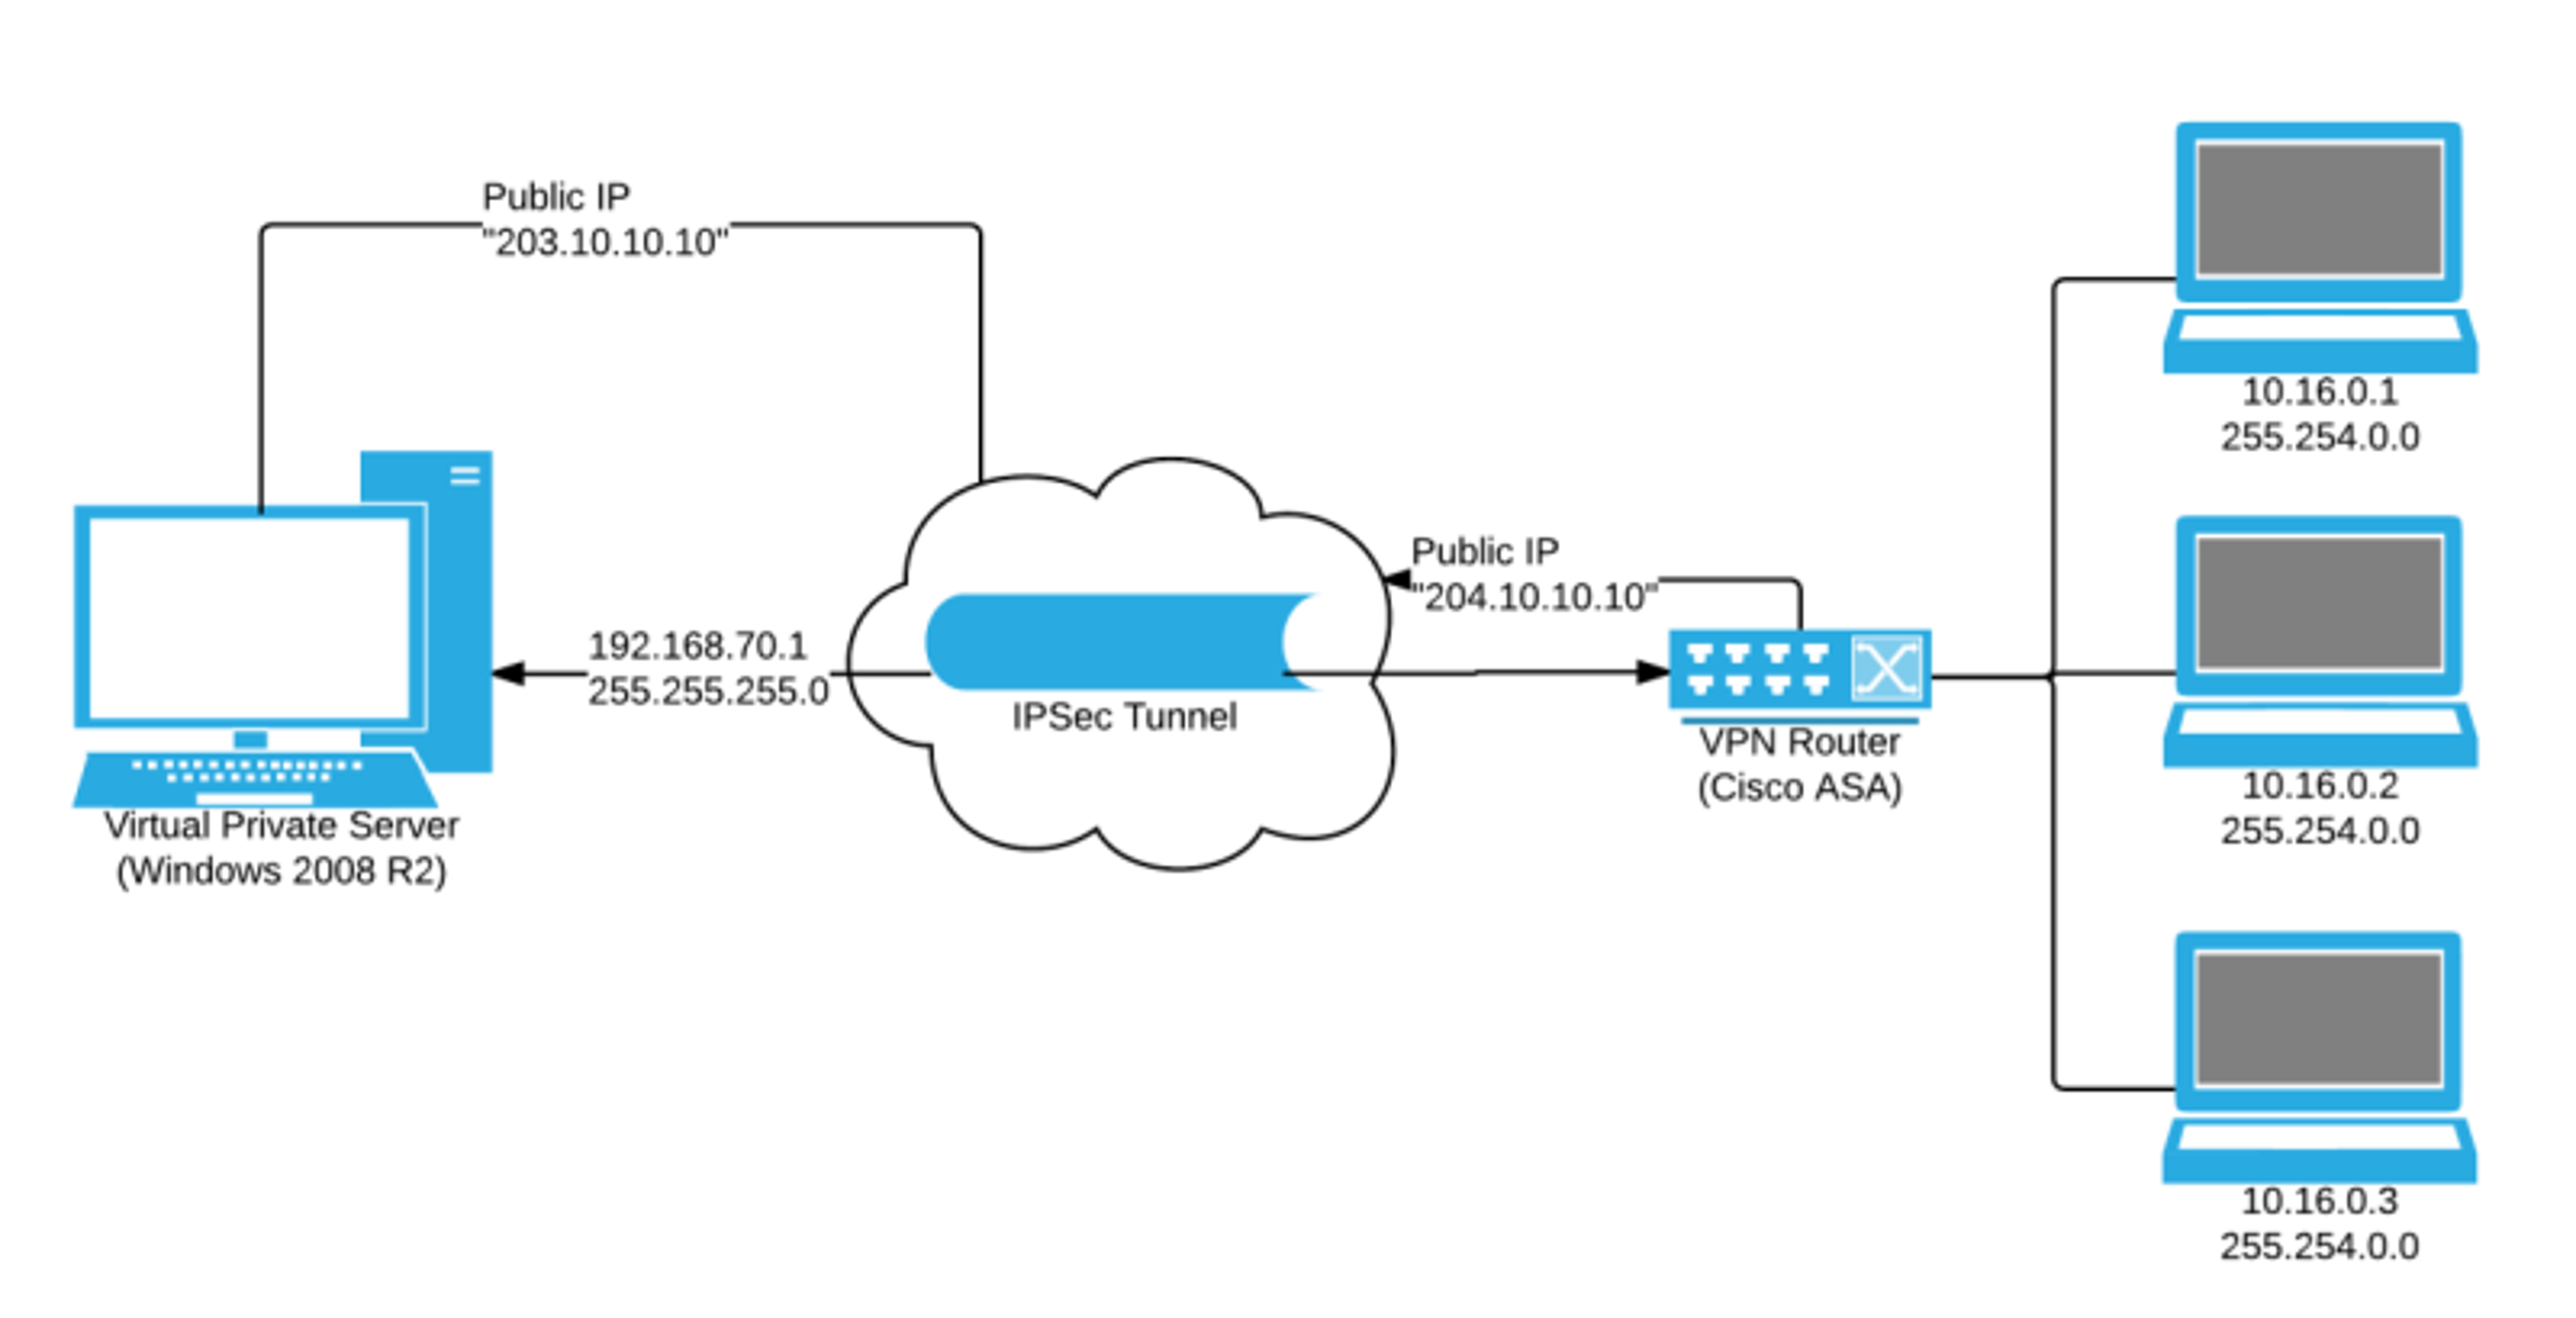 Public IP
"203.10.10.10"
192.168.70.1
255.255.255.0
Virtual Private Server
(Windows 2008 R2)
IPSec Tunnel
Public IP
"204.10.10.10"
VPN Router
(Cisco ASA)
10.16.0.1
255.254.0.0
10.16.0.2
255.254.0.0
10.16.0.3
255.254.0.0